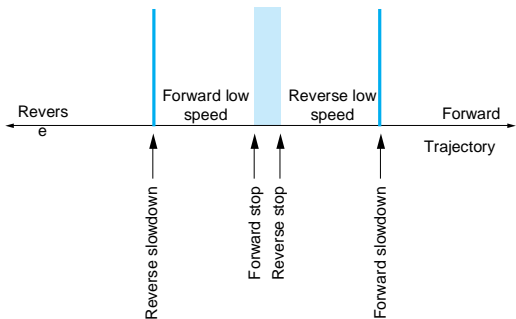 Forward low
speed
Reverse low
speed
Revers
e
Forward
Trajectory
Reverse slowdown
Forward stop
Reverse stop
Forward slowdown